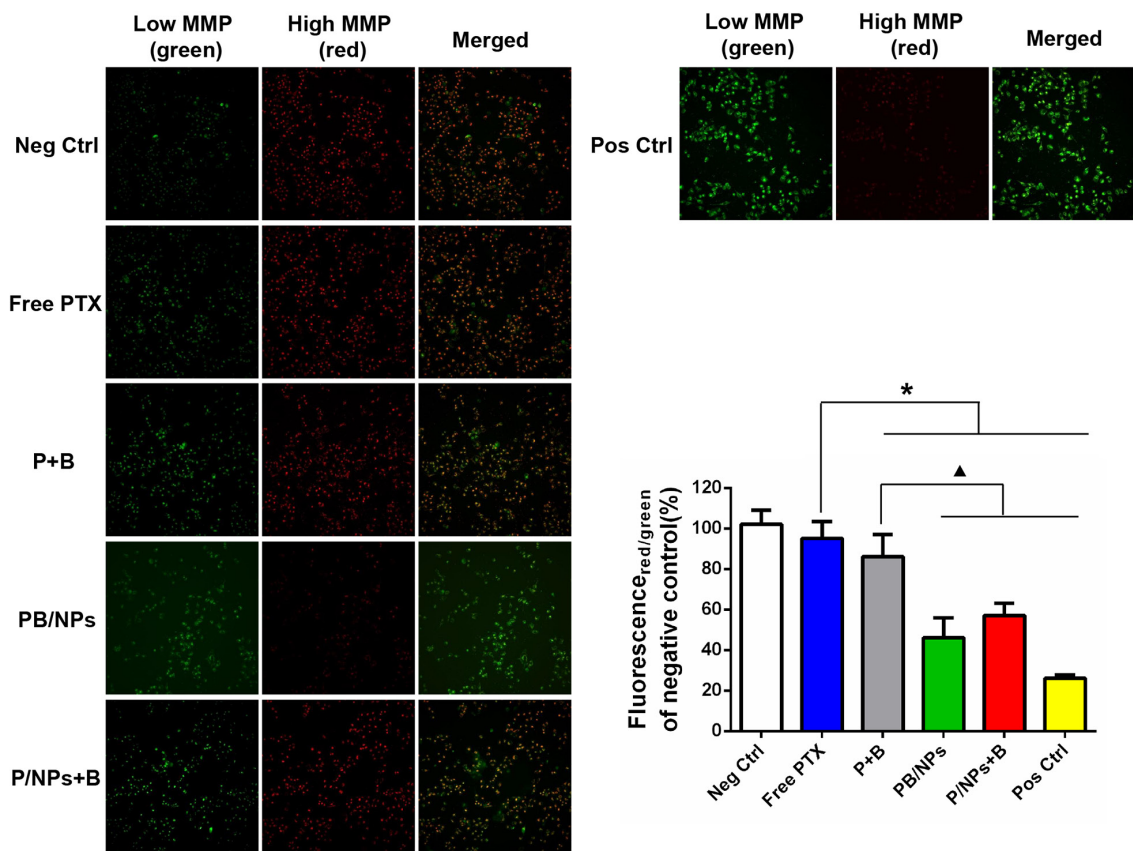 Low MMP
(green)
High MMP
(red)
Merged
Neg Ctrl
Free PTX
P+B
PB/NPs
P/NPs+B
Low MMP
(green)
High MMP
(red)
Merged
Pos Ctrl
*
▲
Fluorescencered/green
of negative control(%)
120
100
80
60
40
20
0
Neg Ctrl
Free PTX
P+B
PB/NPs
P/NPs+B
Pos Ctrl